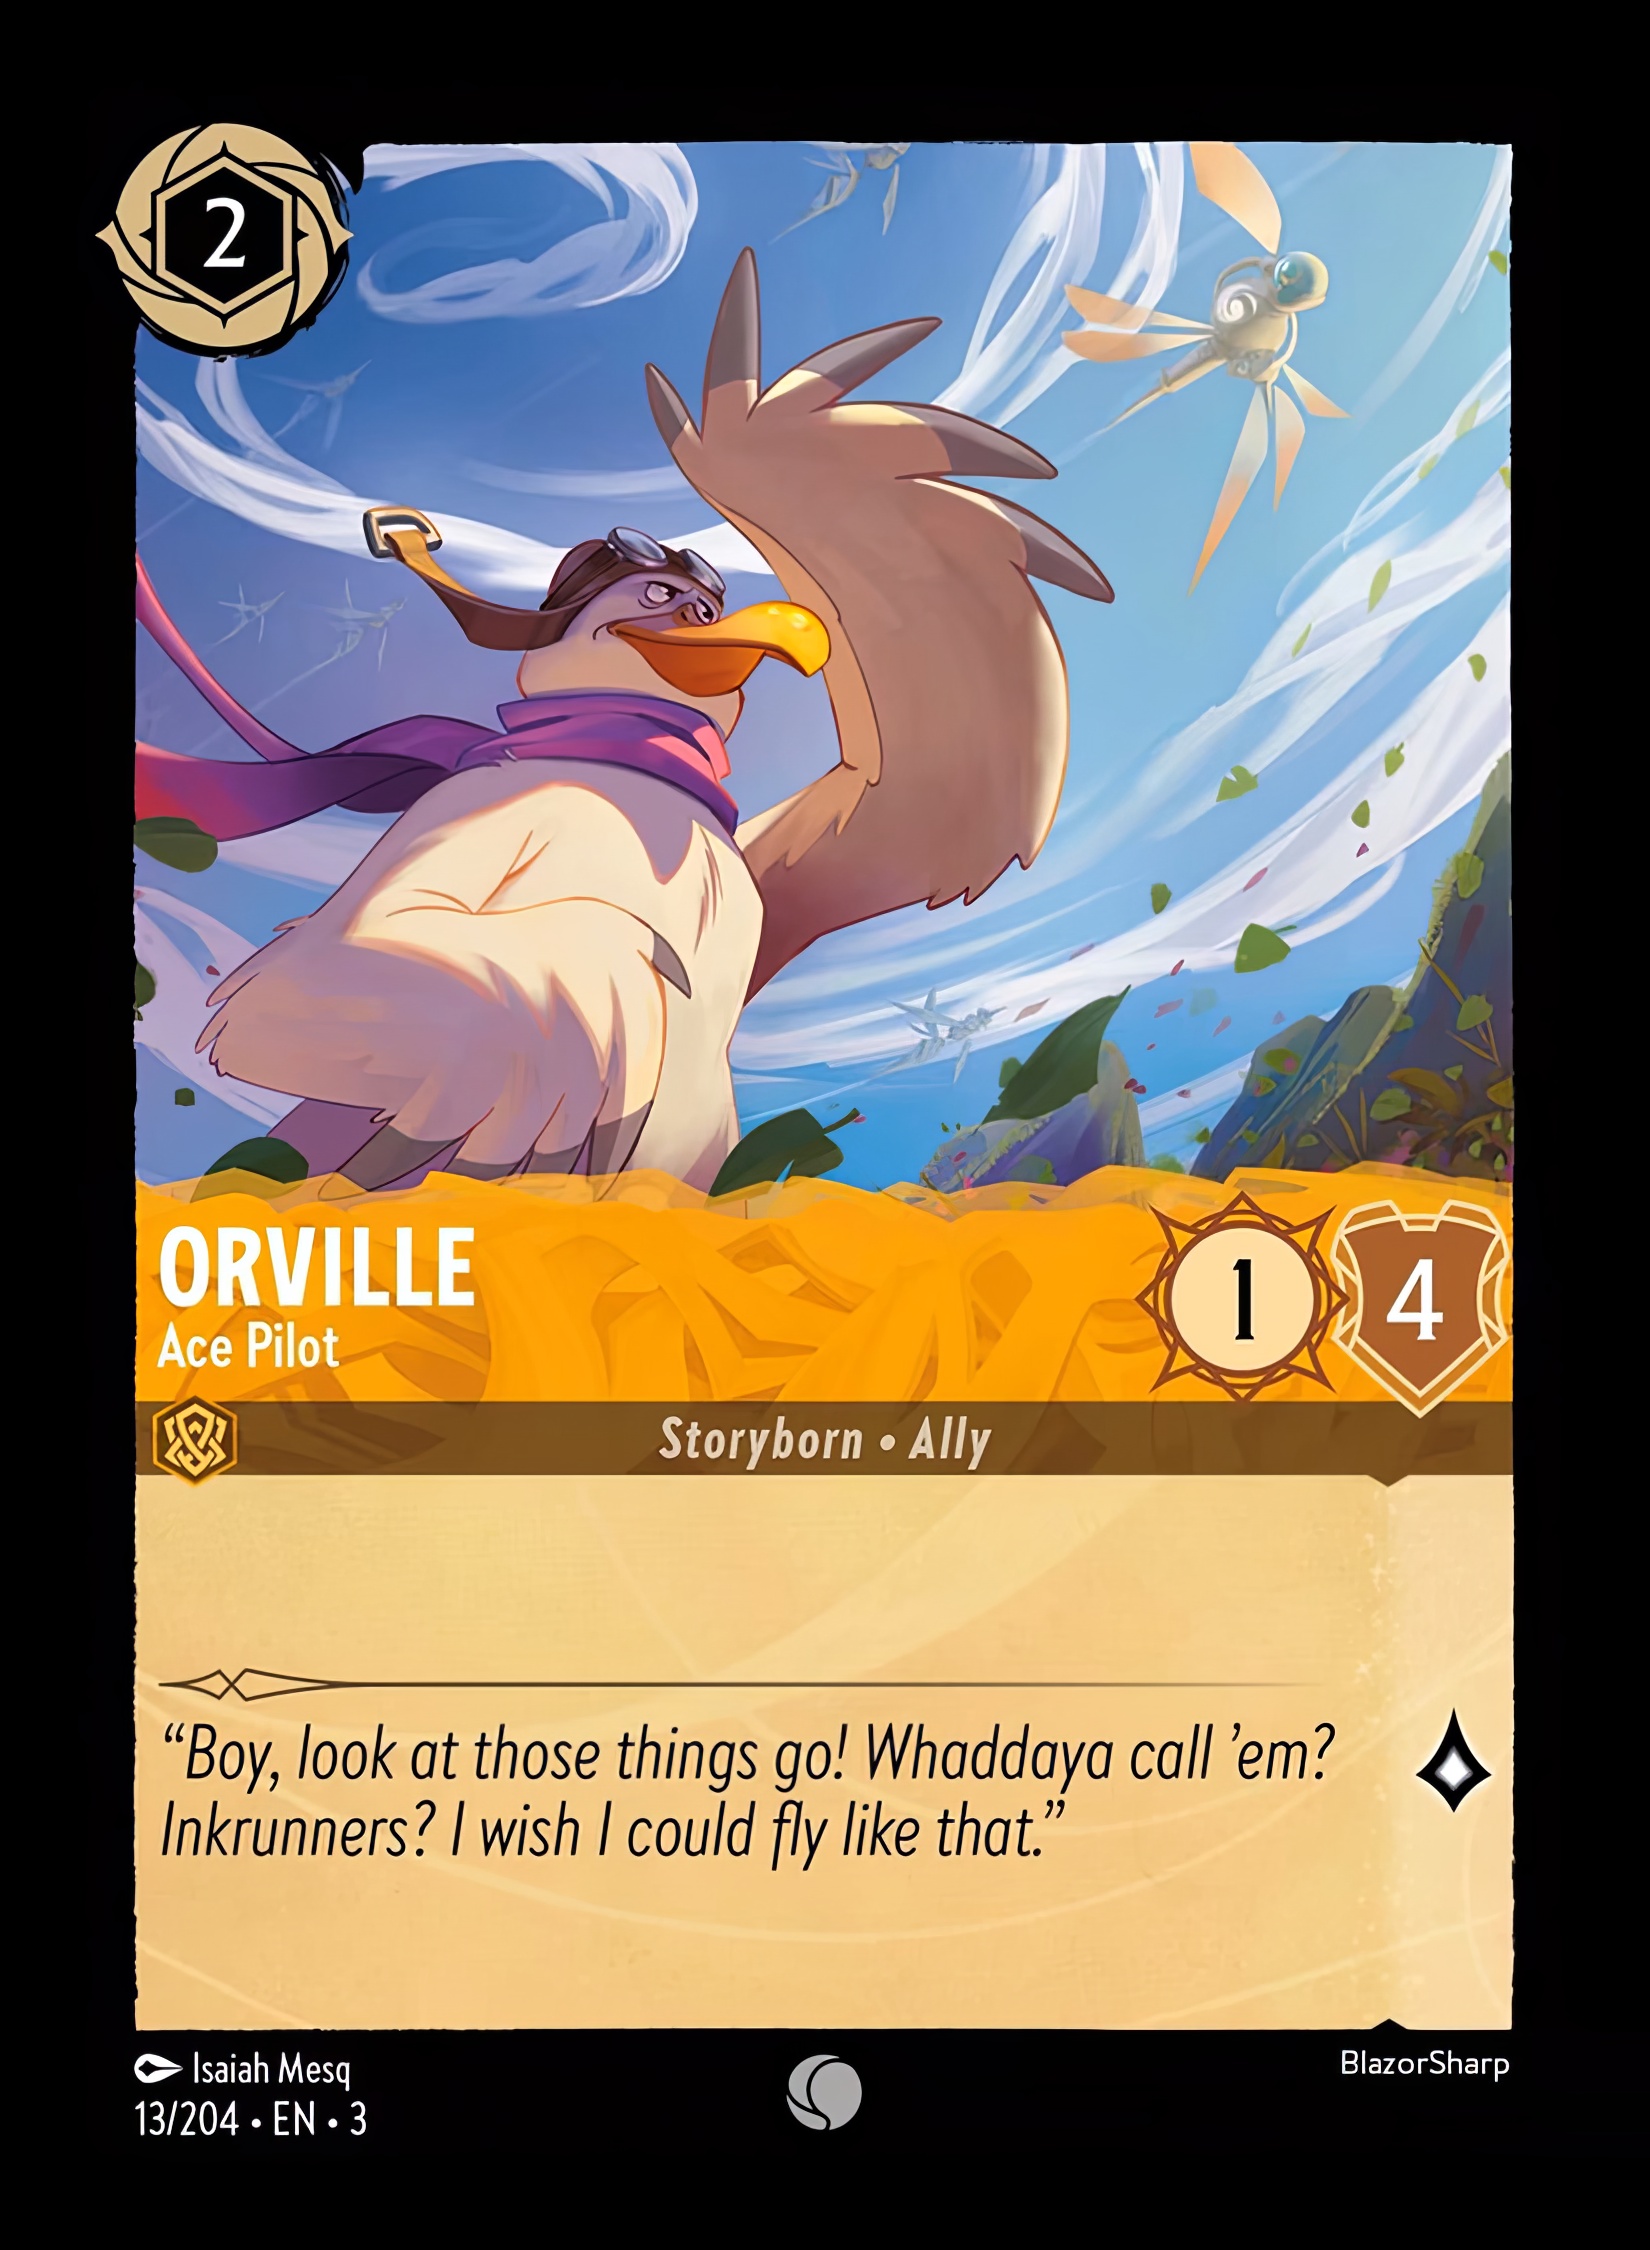 2
ORVILLE
Ace Pilot
1
4
Storyborn • Ally
“Boy, look at those things go! Whaddaya call ’em?
Inkrunners? I wish I could fly like that.”
Isaiah Mesq
13/204 • EN • 3
BlazorSharp